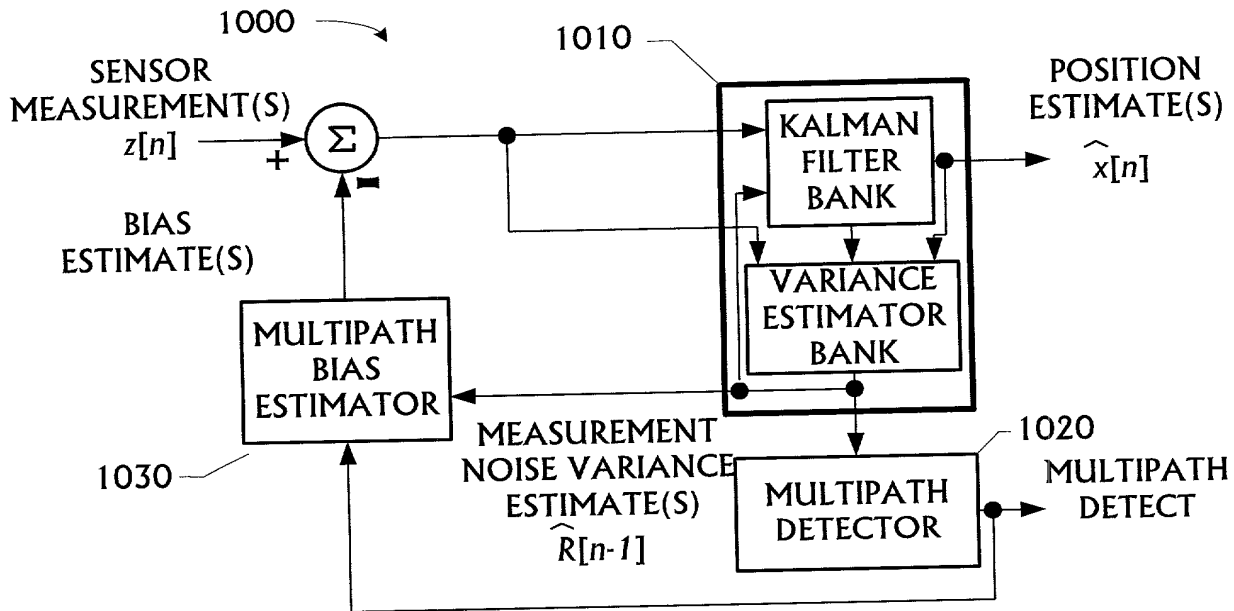 1000
1010
SENSOR
MEASUREMENT(S)
z[n]
+
Σ
-
POSITION
ESTIMATE(S)
x̂[n]
KALMAN
FILTER
BANK
BIAS
ESTIMATE(S)
VARIANCE
ESTIMATOR
BANK
MULTIPATH
BIAS
ESTIMATOR
1030
MEASUREMENT
NOISE VARIANCE
ESTIMATE(S)
R̂[n-1]
1020
MULTIPATH
DETECTOR
MULTIPATH
DETECT